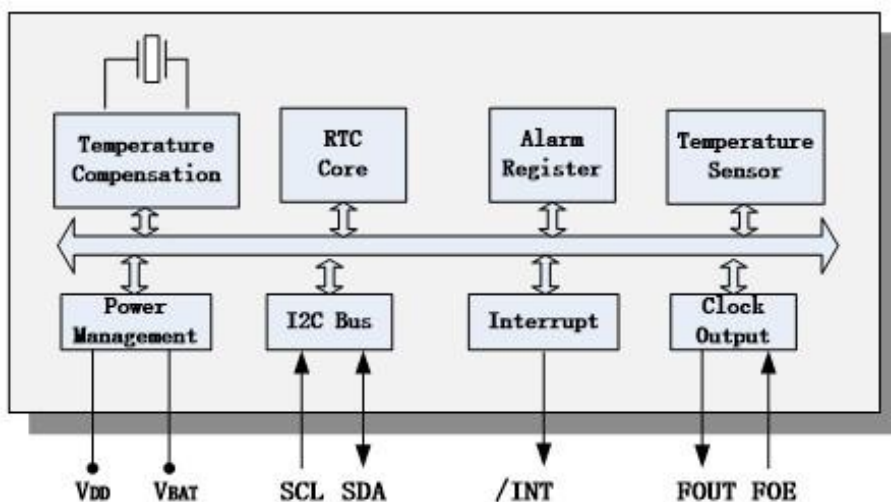 Temperature
Compensation
RTC
Core
Alarm
Register
Temperature
Sensor
Power
Management
I2C Bus
Interrupt
Clock
Output
VDD
VBAT
SCL
SDA
/INT
FOUT
FOE